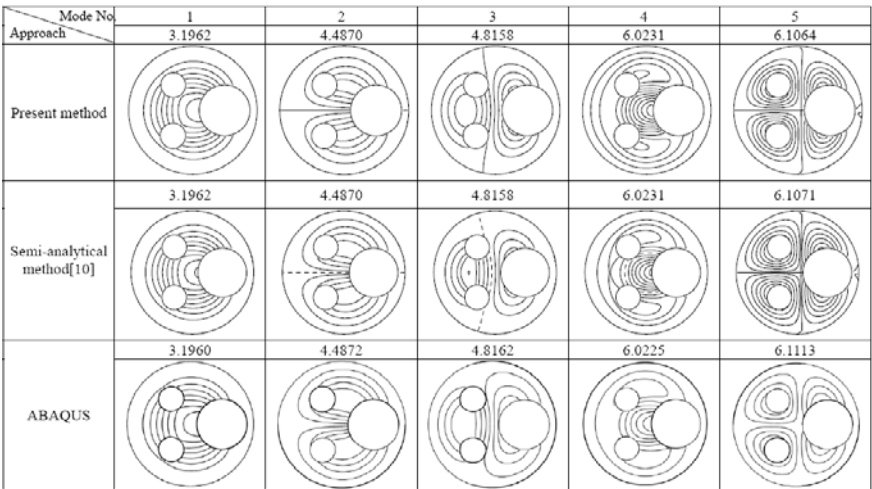 Mode No. 1 2 3 4 5
Approach 3.1962 4.4870 4.8158 6.0231 6.1064
Present method
3.1962 4.4870 4.8158 6.0231 6.1071
Semi-analytical
method[10]
3.1960 4.4872 4.8162 6.0225 6.1113
ABAQUS